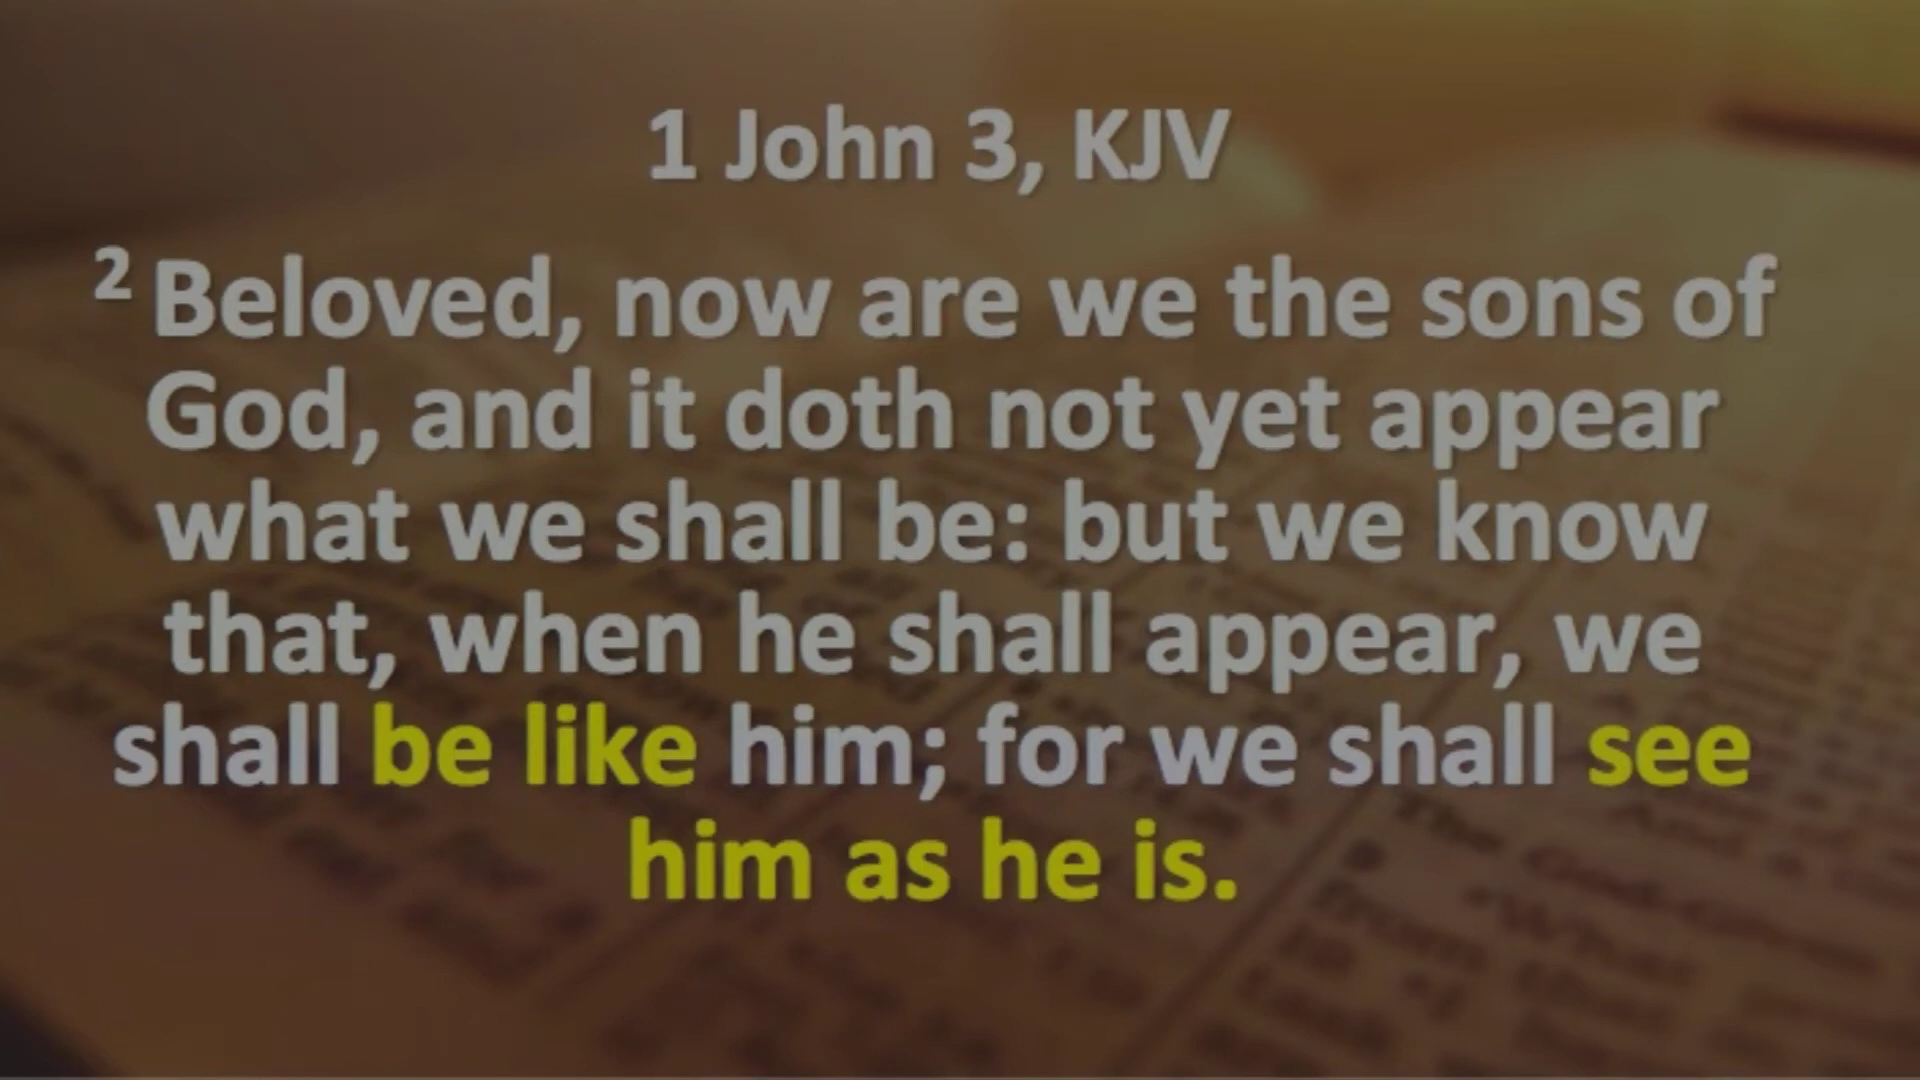 1 John 3, KJV
2 Beloved, now are we the sons of
God, and it doth not yet appear
what we shall be: but we know
that, when he shall appear, we
shall be like him; for we shall see
him as he is.